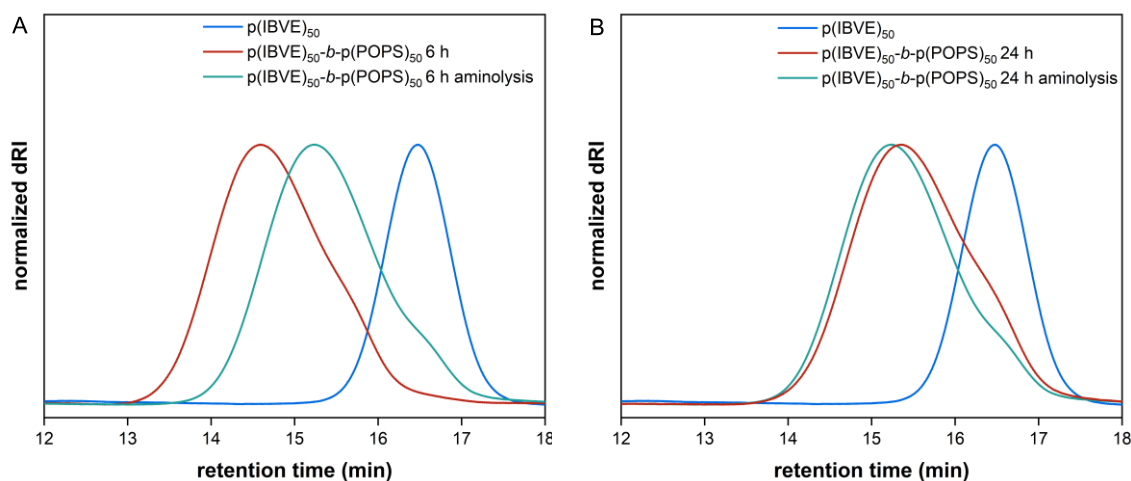 A
p(IBVE)50
p(IBVE)50-b-p(POPS)50 6 h
p(IBVE)50-b-p(POPS)50 6 h aminolysis
normalized dRI
12 13 14 15 16 17 18
retention time (min)
B
p(IBVE)50
p(IBVE)50-b-p(POPS)50 24 h
p(IBVE)50-b-p(POPS)50 24 h aminolysis
normalized dRI
12 13 14 15 16 17 18
retention time (min)